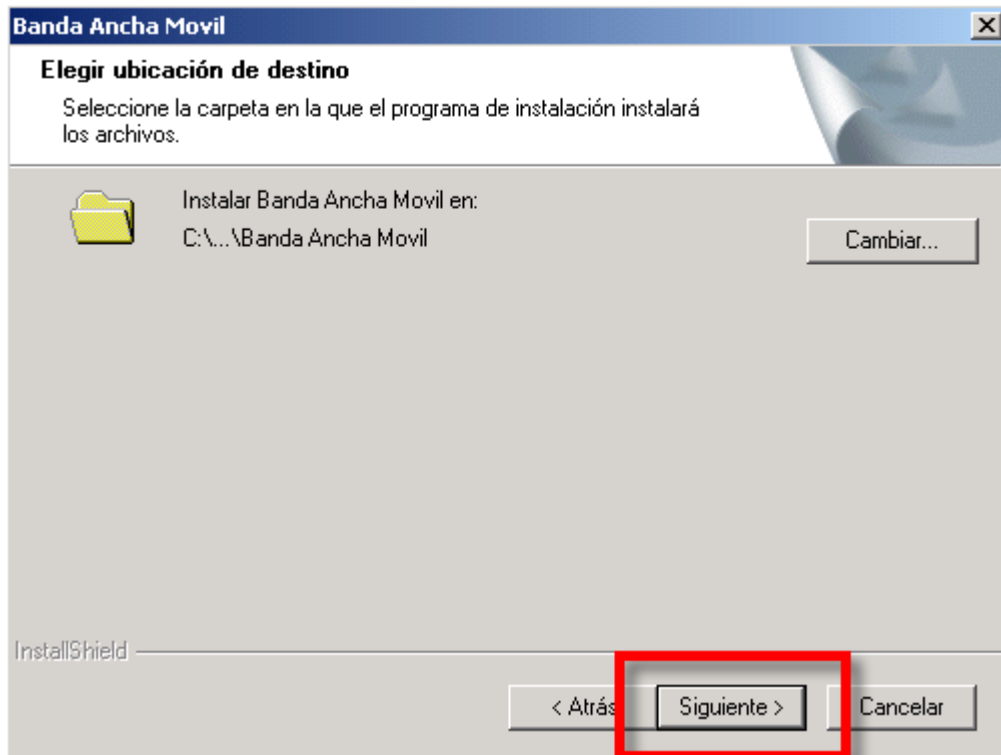 Banda Ancha Movil
Elegir ubicación de destino
Seleccione la carpeta en la que el programa de instalación instalará
los archivos.
Instalar Banda Ancha Movil en:
C:\...\Banda Ancha Movil
Cambiar...
InstallShield
< Atrás
Siguiente >
Cancelar